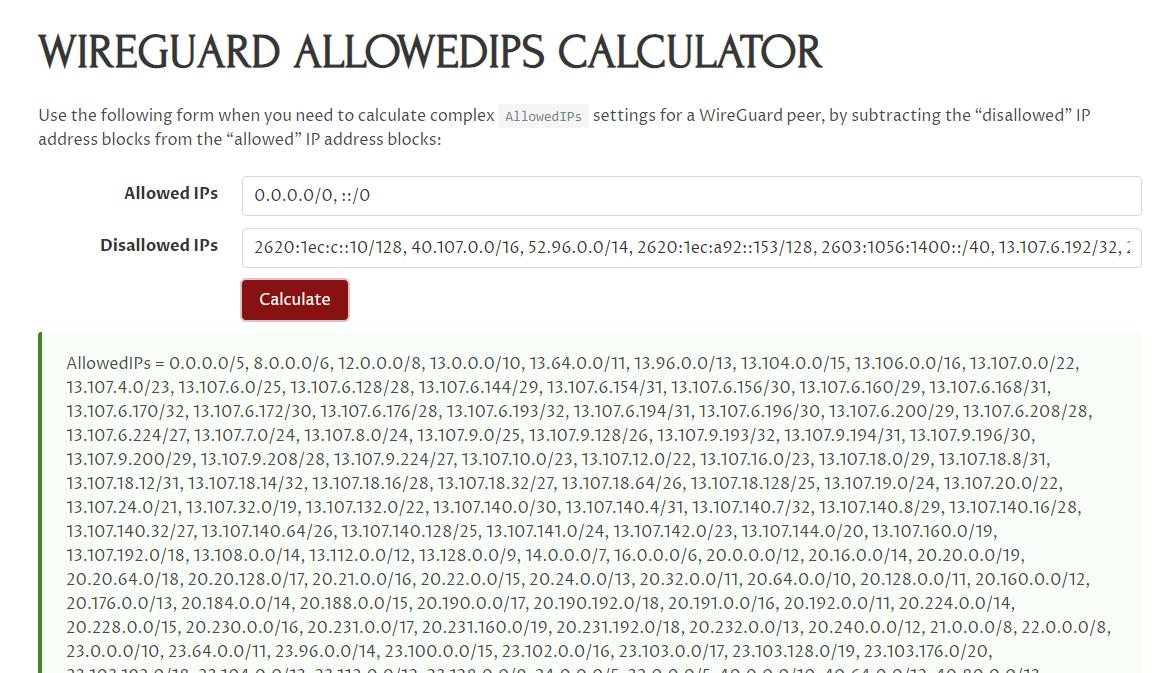 WIREGUARD ALLOWEDIPS CALCULATOR
Use the following form when you need to calculate complex AllowedIPs settings for a WireGuard peer, by subtracting the “disallowed” IP
address blocks from the “allowed” IP address blocks:
Allowed IPs 0.0.0.0/0, ::/0
Disallowed IPs 2620:1ec:c::10/128, 40.107.0.0/16, 52.96.0.0/14, 2620:1ec:a92::153/128, 2603:1056:1400::/40, 13.107.6.192/32,
Calculate
AllowedIPs = 0.0.0.0/5, 8.0.0.0/6, 12.0.0.0/8, 13.0.0.0/10, 13.64.0.0/11, 13.96.0.0/13, 13.104.0.0/15, 13.106.0.0/16, 13.107.0.0/22,
13.107.4.0/23, 13.107.6.0/25, 13.107.6.128/28, 13.107.6.144/29, 13.107.6.154/31, 13.107.6.156/30, 13.107.6.160/29, 13.107.6.168/31,
13.107.6.170/32, 13.107.6.172/30, 13.107.6.176/28, 13.107.6.193/32, 13.107.6.194/31, 13.107.6.196/30, 13.107.6.200/29, 13.107.6.208/28,
13.107.6.224/27, 13.107.7.0/24, 13.107.8.0/24, 13.107.9.0/25, 13.107.9.128/26, 13.107.9.193/32, 13.107.9.194/31, 13.107.9.196/30,
13.107.9.200/29, 13.107.9.208/28, 13.107.9.224/27, 13.107.10.0/23, 13.107.12.0/22, 13.107.16.0/23, 13.107.18.0/29, 13.107.18.8/31,
13.107.18.12/31, 13.107.18.14/32, 13.107.18.16/28, 13.107.18.32/27, 13.107.18.64/26, 13.107.18.128/25, 13.107.19.0/24, 13.107.20.0/22,
13.107.24.0/21, 13.107.32.0/19, 13.107.132.0/22, 13.107.140.0/30, 13.107.140.4/31, 13.107.140.7/32, 13.107.140.8/29, 13.107.140.16/28,
13.107.140.32/27, 13.107.140.64/26, 13.107.140.128/25, 13.107.141.0/24, 13.107.142.0/23, 13.107.144.0/20, 13.107.160.0/19,
13.107.192.0/18, 13.108.0.0/14, 13.112.0.0/12, 13.128.0.0/9, 14.0.0.0/7, 16.0.0.0/6, 20.0.0.0/12, 20.16.0.0/14, 20.20.0.0/19,
20.20.64.0/18, 20.20.128.0/17, 20.21.0.0/16, 20.22.0.0/15, 20.24.0.0/13, 20.32.0.0/11, 20.64.0.0/10, 20.128.0.0/11, 20.160.0.0/12,
20.176.0.0/13, 20.184.0.0/14, 20.188.0.0/15, 20.190.0.0/17, 20.190.192.0/18, 20.191.0.0/16, 20.192.0.0/11, 20.224.0.0/14,
20.228.0.0/15, 20.230.0.0/16, 20.231.0.0/17, 20.231.160.0/19, 20.231.192.0/18, 20.232.0.0/13, 20.240.0.0/12, 21.0.0.0/8, 22.0.0.0/8,
23.0.0.0/10, 23.64.0.0/11, 23.96.0.0/14, 23.100.0.0/15, 23.102.0.0/16, 23.103.0.0/17, 23.103.128.0/19, 23.103.176.0/20,